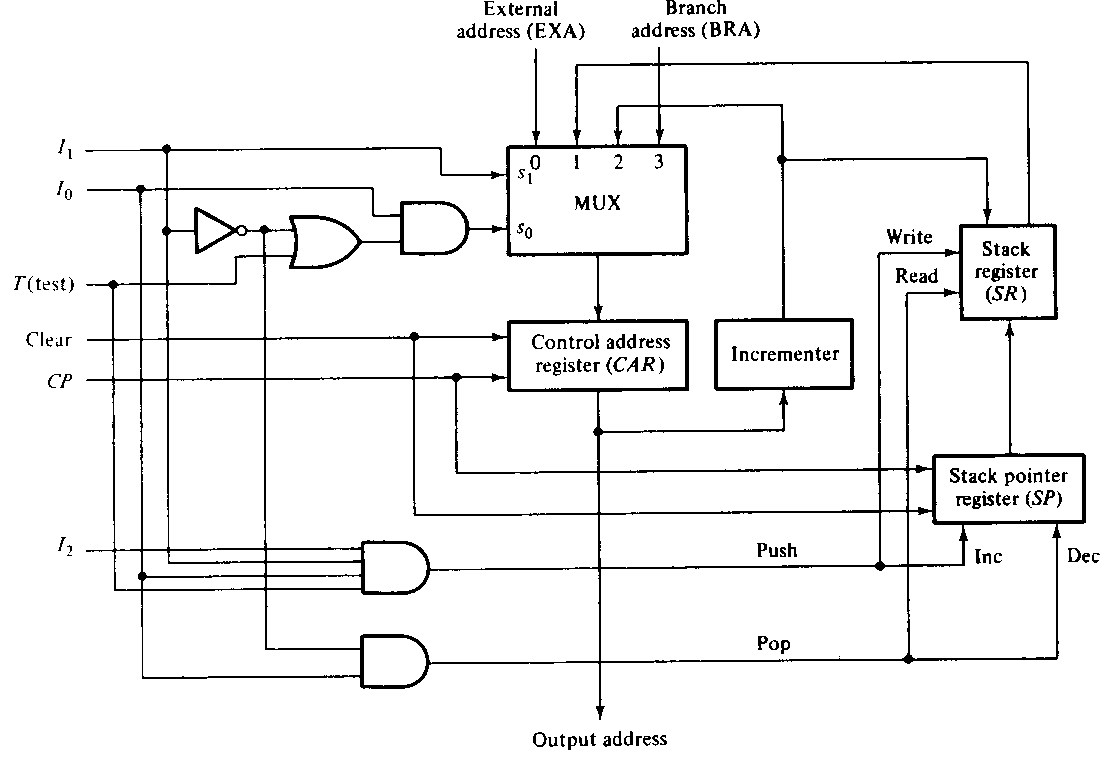 External
address (EXA)
Branch
address (BRA)
I1
I0
T(test)
Clear
CP
I2
0 1 2 3
s1
MUX
s0
Control address
register (CAR)
Incrementer
Write
Read
Stack
register
(SR)
Stack pointer
register (SP)
Push
Inc
Dec
Pop
Output address